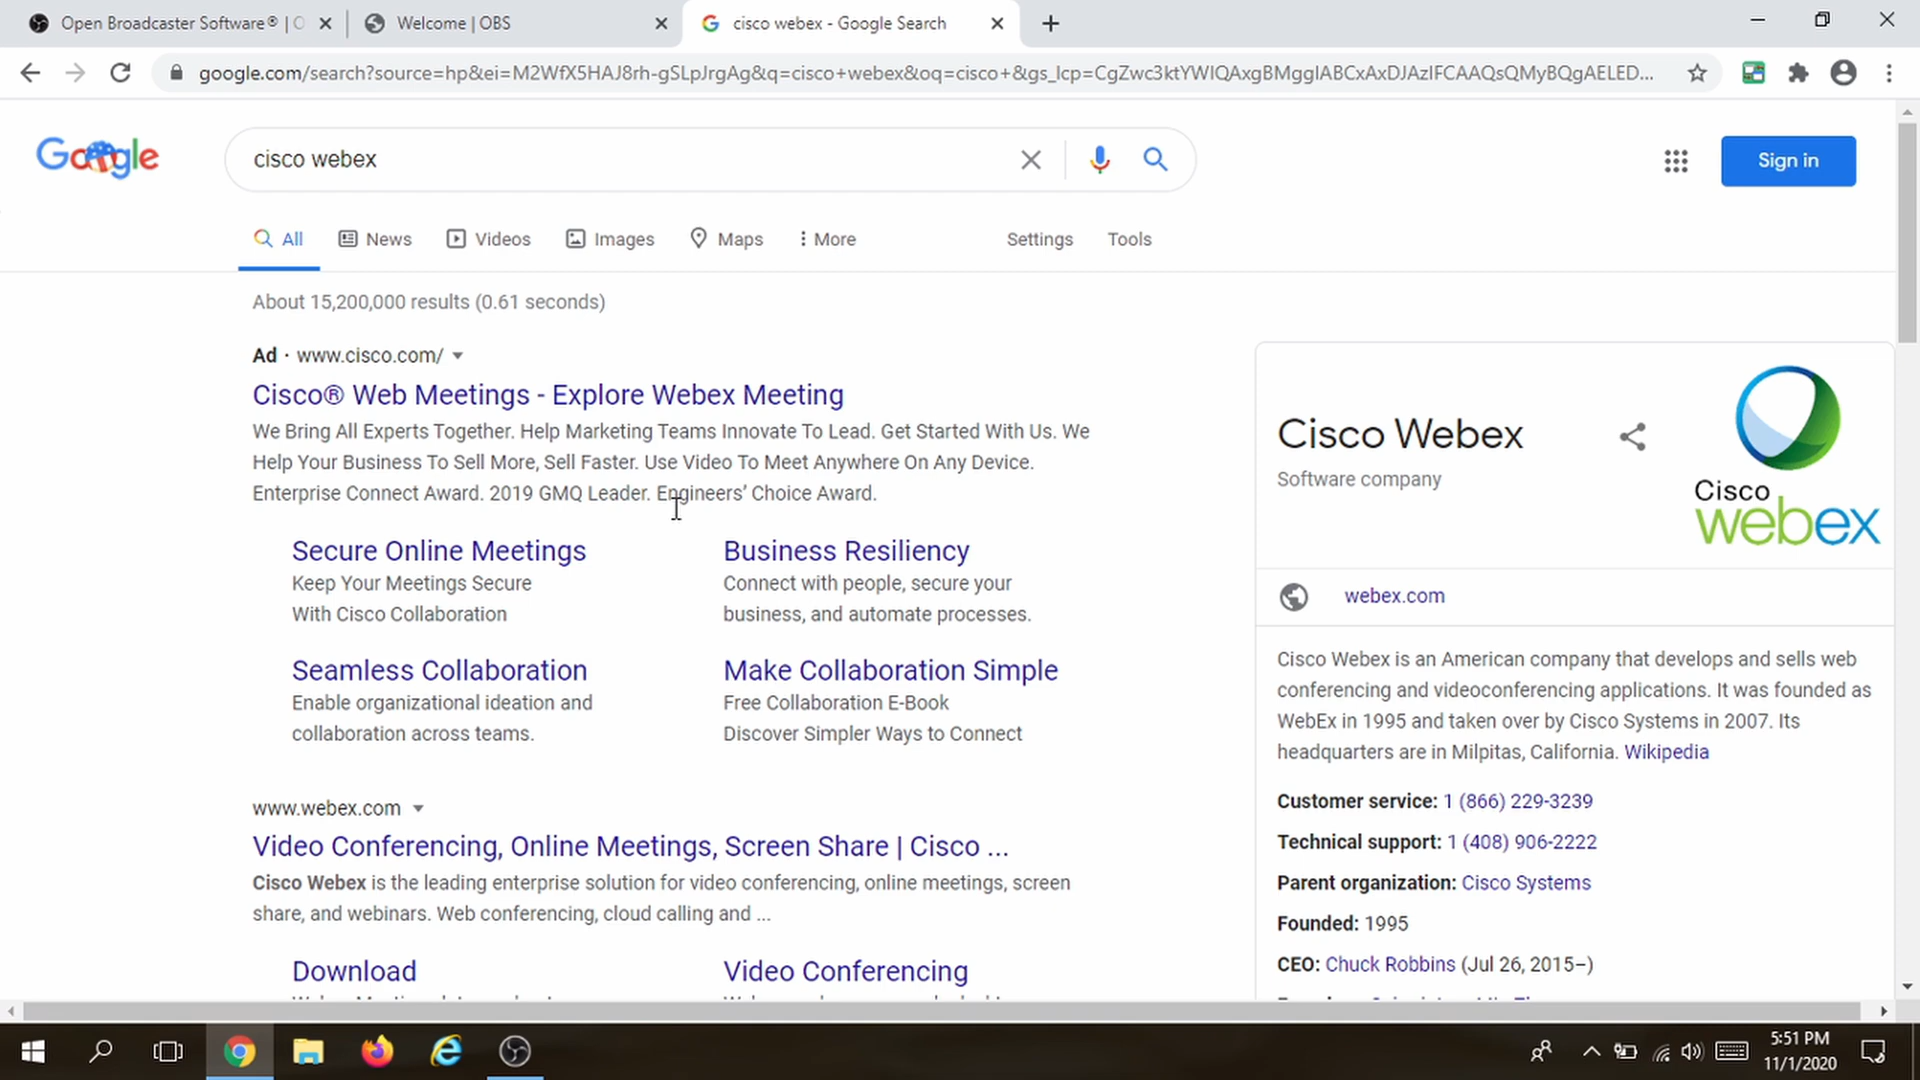 Open Broadcaster Software® | O
Welcome | OBS
cisco webex - Google Search
google.com/search?source=hp&ei=M2WfX5HAJ8rh-gSLpJrgAg&q=cisco+webex&oq=cisco+&gs_lcp=CgZwc3ktYWIQAxgBMggIABCxAxDJAzIFCAAQsQMyBQgAELED...
Google
cisco webex
Sign in
All
News
Videos
Images
Maps
More
Settings
Tools
About 15,200,000 results (0.61 seconds)
Ad · www.cisco.com/
Cisco® Web Meetings - Explore Webex Meeting
We Bring All Experts Together. Help Marketing Teams Innovate To Lead. Get Started With Us. We
Help Your Business To Sell More, Sell Faster. Use Video To Meet Anywhere On Any Device.
Enterprise Connect Award. 2019 GMQ Leader. Engineers’ Choice Award.
Secure Online Meetings
Keep Your Meetings Secure
With Cisco Collaboration
Business Resiliency
Connect with people, secure your
business, and automate processes.
Seamless Collaboration
Enable organizational ideation and
collaboration across teams.
Make Collaboration Simple
Free Collaboration E-Book
Discover Simpler Ways to Connect
www.webex.com
Video Conferencing, Online Meetings, Screen Share | Cisco ...
Cisco Webex is the leading enterprise solution for video conferencing, online meetings, screen
share, and webinars. Web conferencing, cloud calling and ...
Download
Video Conferencing
Cisco Webex
Software company
Cisco
webex
webex.com
Cisco Webex is an American company that develops and sells web
conferencing and videoconferencing applications. It was founded as
WebEx in 1995 and taken over by Cisco Systems in 2007. Its
headquarters are in Milpitas, California. Wikipedia
Customer service: 1 (866) 229-3239
Technical support: 1 (408) 906-2222
Parent organization: Cisco Systems
Founded: 1995
CEO: Chuck Robbins (Jul 26, 2015–)
5:51 PM
11/1/2020